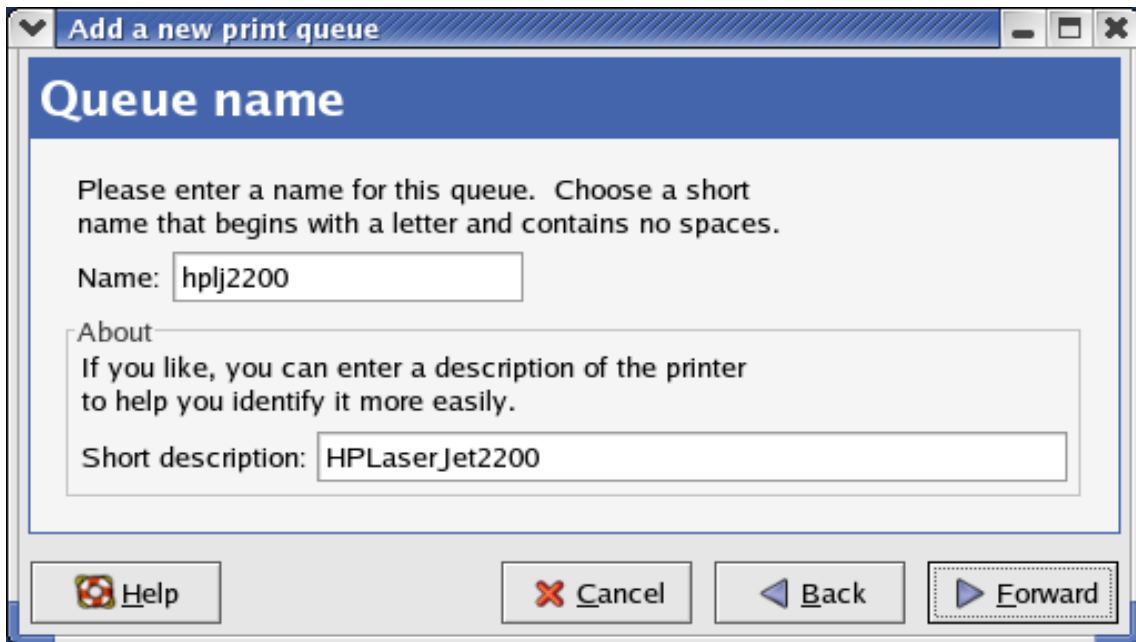 Add a new print queue
Queue name
Please enter a name for this queue.  Choose a short
name that begins with a letter and contains no spaces.
Name: hplj2200
About
If you like, you can enter a description of the printer
to help you identify it more easily.
Short description: HPLaserJet2200
Help Cancel Back Forward